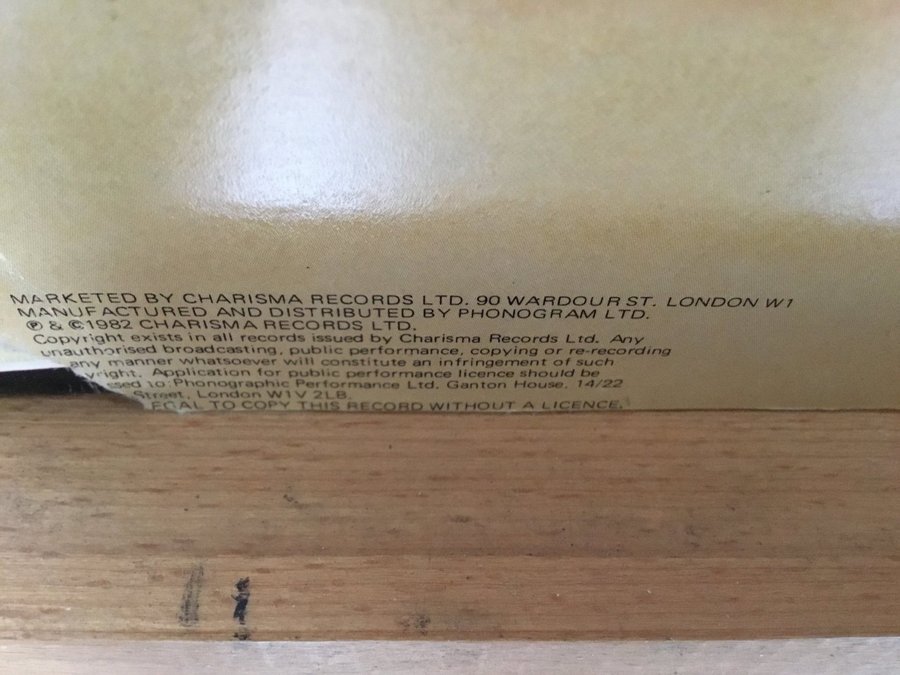 MARKETED BY CHARISMA RECORDS LTD. 90 WARDOUR ST. LONDON W1
MANUFACTURED AND DISTRIBUTED BY PHONOGRAM LTD.
℗ & © 1982 CHARISMA RECORDS LTD.
Copyright exists in all records issued by Charisma Records Ltd. Any
unauthorised broadcasting, public performance, copying or re-recording
any manner whatsoever will constitute an infringement of such
yright. Application for public performance licence should be
sed to Phonographic Performance Ltd. Ganton House. 14/22
Street, London W1V 2LB.
EGAL TO COPY THIS RECORD WITHOUT A LICENCE.